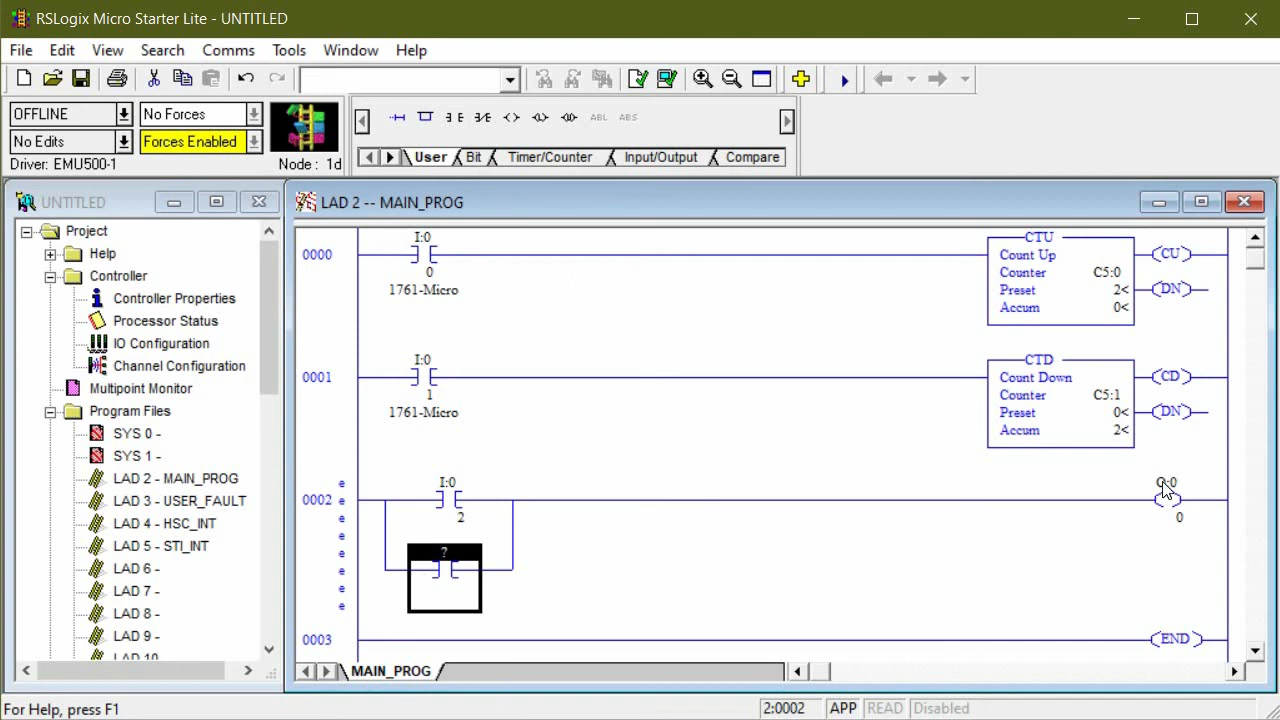 RSLogix Micro Starter Lite - UNTITLED
File Edit View Search Comms Tools Window Help
OFFLINE No Forces
No Edits Forces Enabled
Driver: EMU500-1 Node : 1d
ABL ABS
User Bit Timer/Counter Input/Output Compare
UNTITLED
Project
Help
Controller
Controller Properties
Processor Status
IO Configuration
Channel Configuration
Multipoint Monitor
Program Files
SYS 0 -
SYS 1 -
LAD 2 - MAIN_PROG
LAD 3 - USER_FAULT
LAD 4 - HSC_INT
LAD 5 - STI_INT
LAD 6 -
LAD 7 -
LAD 8 -
LAD 9 -
LAD 10
LAD 2 -- MAIN_PROG
I:0 CTU
0000 Count Up CU
0 Counter C5:0
1761-Micro Preset 2< DN
Accum 0<
I:0 CTD
0001 Count Down CD
1 Counter C5:1
1761-Micro Preset 0< DN
Accum 2<
e I:0 O:0
0002 e
e 2 0
e
e ?
e
e
e
0003 END
MAIN_PROG
For Help, press F1 2:0002 APP READ Disabled